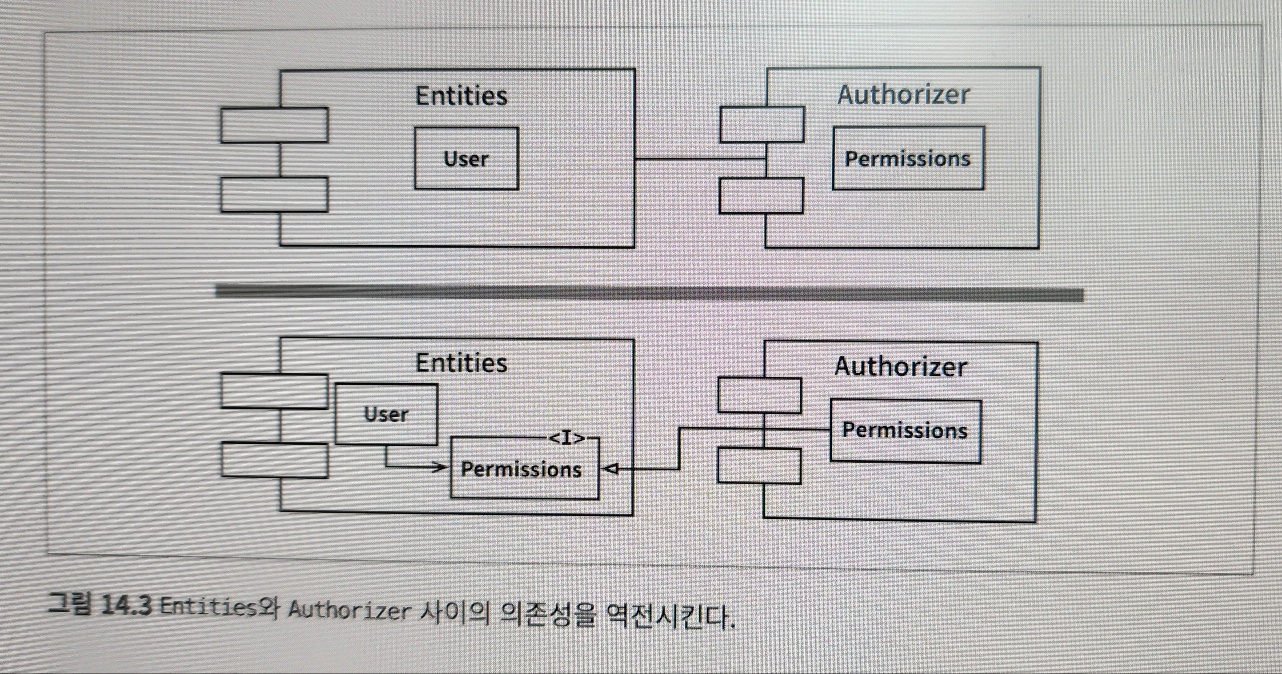 Entities
User
Authorizer
Permissions
Entities
User
<I>
Permissions
Authorizer
Permissions
그림 14.3 Entities와 Authorizer 사이의 의존성을 역전시킨다.